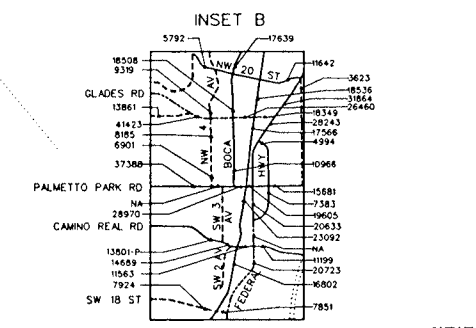 INSET B
5792
17639
18508
NW 20 ST
11642
9319
AV
3623
GLADES RD
18536
31864
13861
26460
18349
41423
28243
8185
4
17566
6901
4994
NW
BOCA
HWY
37388
10966
PALMETTO PARK RD
15681
NA
7383
28970
SW 3 AV
19605
CAMINO REAL RD
20633
23092
13801-P
NA
14689
11199
11563
SW 2 AV
20723
7924
FEDERAL
16802
SW 18 ST
7851